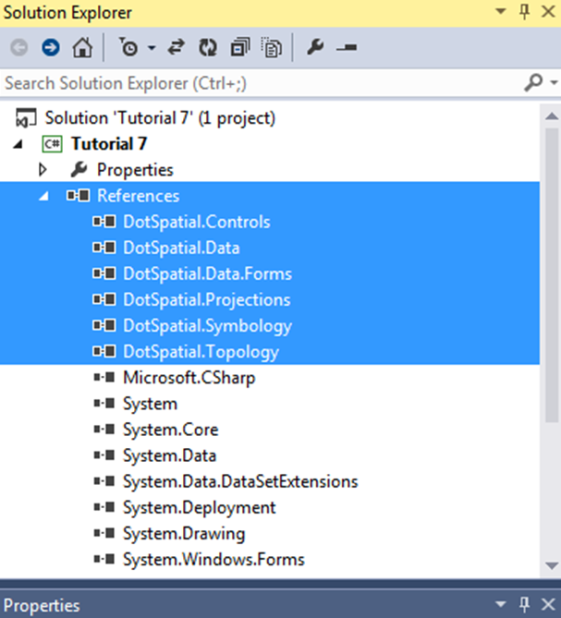 Solution Explorer
Search Solution Explorer (Ctrl+;)
Solution 'Tutorial 7' (1 project)
C# Tutorial 7
Properties
References
DotSpatial.Controls
DotSpatial.Data
DotSpatial.Data.Forms
DotSpatial.Projections
DotSpatial.Symbology
DotSpatial.Topology
Microsoft.CSharp
System
System.Core
System.Data
System.Data.DataSetExtensions
System.Deployment
System.Drawing
System.Windows.Forms
Properties